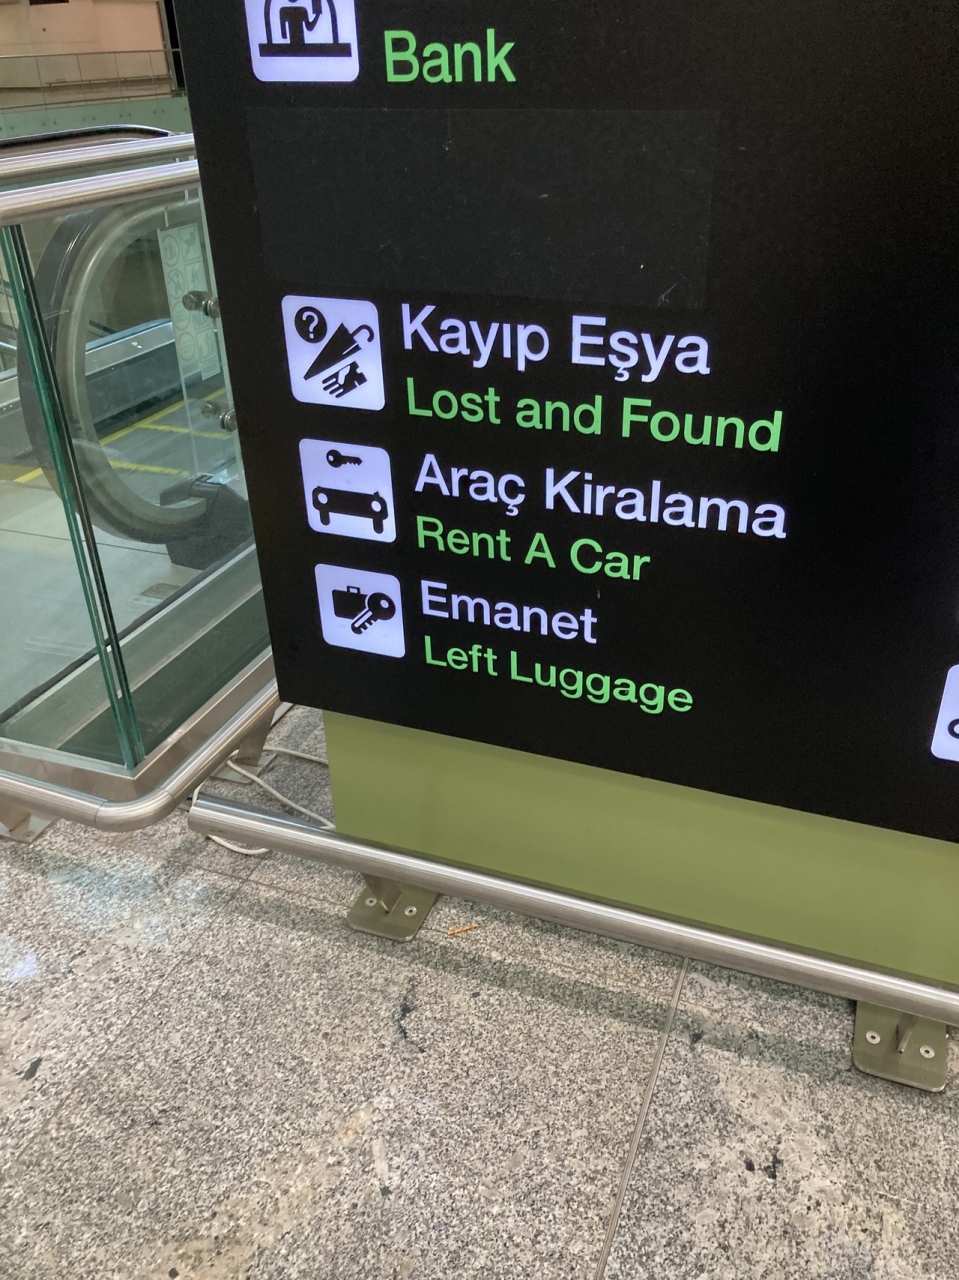 Bank
Kayıp Eşya
Lost and Found
Araç Kiralama
Rent A Car
Emanet
Left Luggage